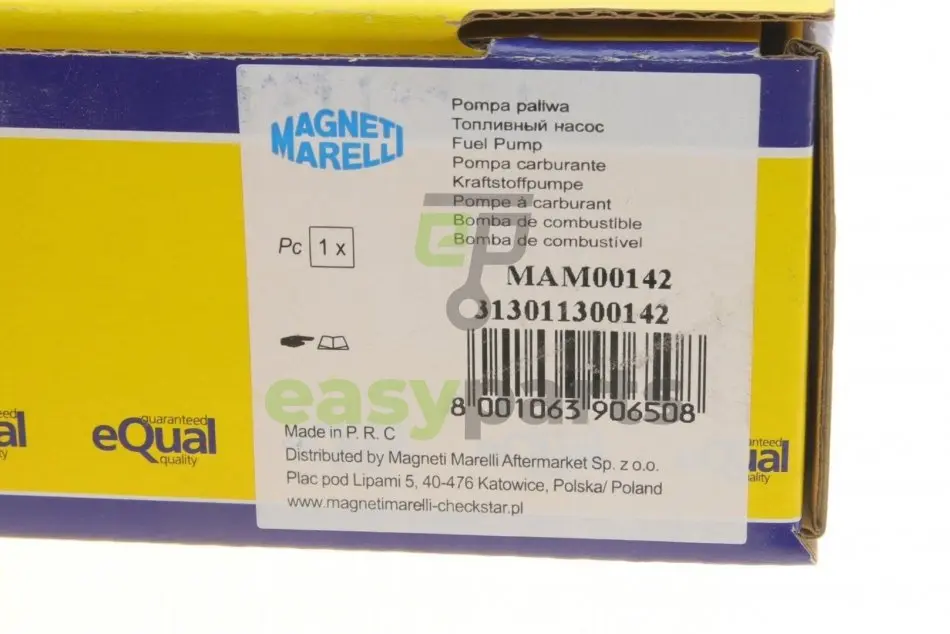 MAGNETI
MARELLI
Pompa paliwa
Топливный насос
Fuel Pump
Pompa carburante
Kraftstoffpumpe
Pompe à carburant
Bomba de combustible
Bomba de combustivel
Pc 1 x
MAM00142
313011300142
8 001063 906508
easyparts
Made in P. R. C
Distributed by Magneti Marelli Aftermarket Sp. z o.o.
Plac pod Lipami 5, 40-476 Katowice, Polska/ Poland
www.magnetimarelli-checkstar.pl
guaranteed
eQual
quality